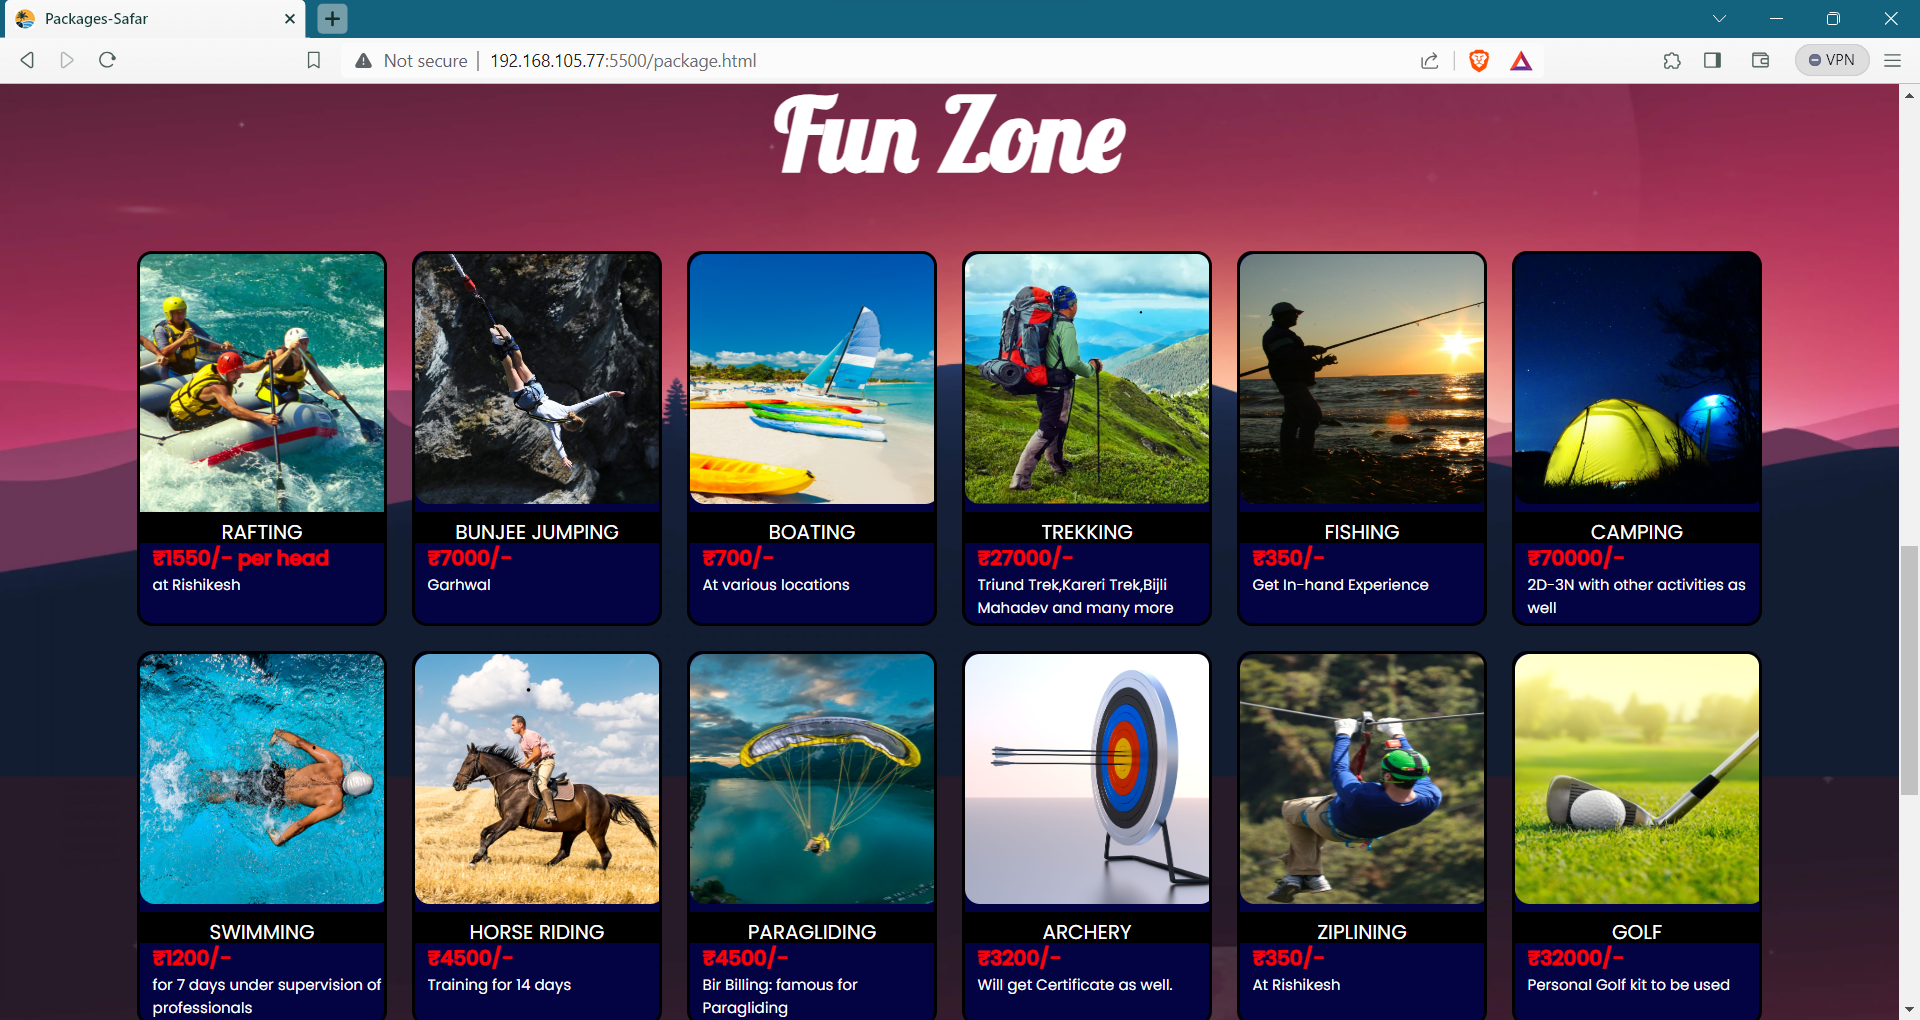 Packages-Safar
Not secure | 192.168.105.77:5500/package.html
VPN
Fun Zone
RAFTING
₹1550/- per head
at Rishikesh
BUNJEE JUMPING
₹7000/-
Garhwal
BOATING
₹700/-
At various locations
TREKKING
₹27000/-
Triund Trek,Kareri Trek,Bijli
Mahadev and many more
FISHING
₹350/-
Get In-hand Experience
CAMPING
₹70000/-
2D-3N with other activities as
well
SWIMMING
₹1200/-
for 7 days under supervision of
professionals
HORSE RIDING
₹4500/-
Training for 14 days
PARAGLIDING
₹4500/-
Bir Billing: famous for
Paragliding
ARCHERY
₹3200/-
Will get Certificate as well.
ZIPLINING
₹350/-
At Rishikesh
GOLF
₹32000/-
Personal Golf kit to be used